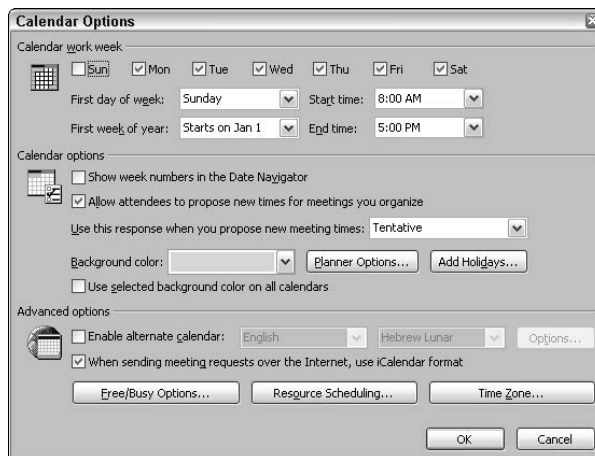 Calendar Options
Calendar work week
Sun Mon Tue Wed Thu Fri Sat
First day of week: Sunday Start time: 8:00 AM
First week of year: Starts on Jan 1 End time: 5:00 PM
Calendar options
Show week numbers in the Date Navigator
Allow attendees to propose new times for meetings you organize
Use this response when you propose new meeting times: Tentative
Background color: Planner Options... Add Holidays...
Use selected background color on all calendars
Advanced options
Enable alternate calendar: English Hebrew Lunar Options...
When sending meeting requests over the Internet, use iCalendar format
Free/Busy Options... Resource Scheduling... Time Zone...
OK Cancel